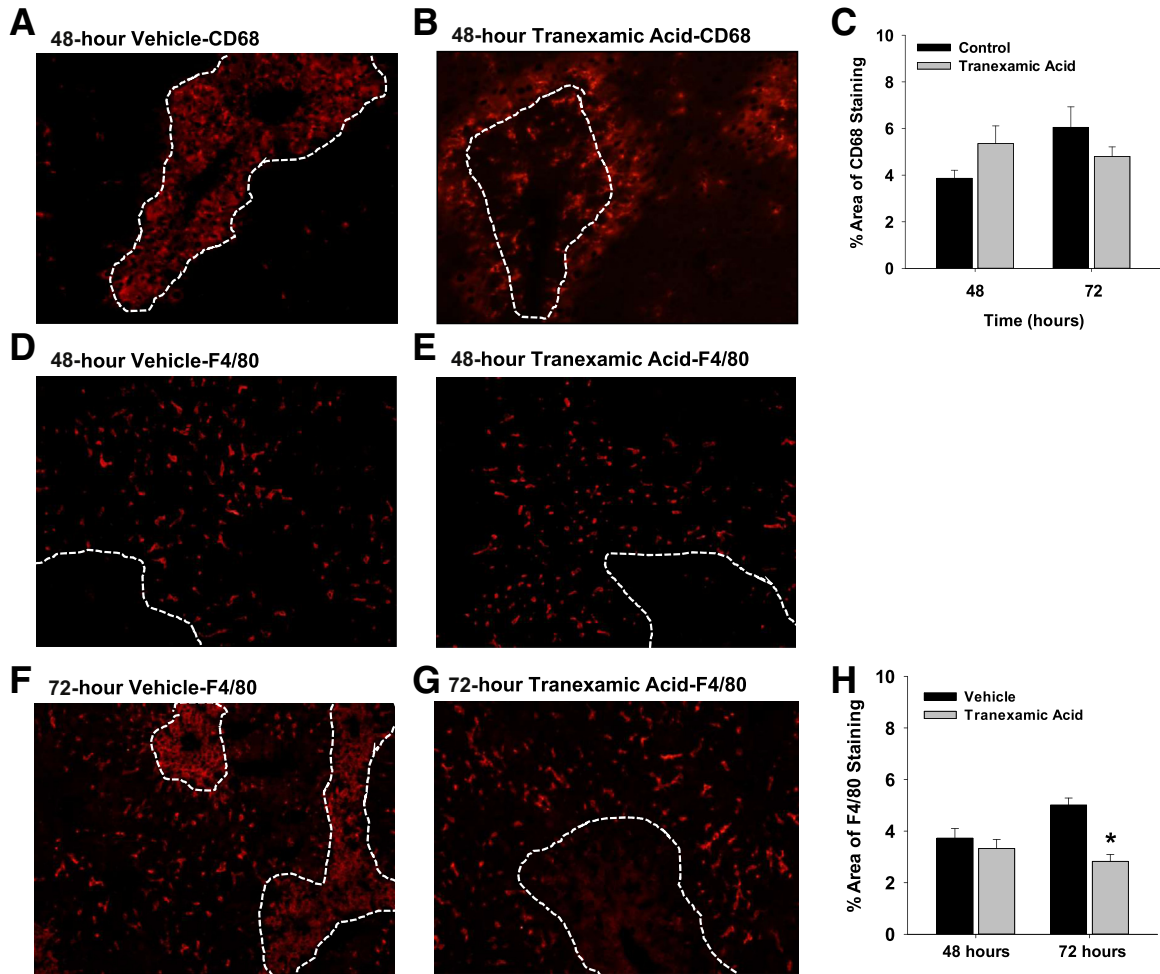 A
48-hour Vehicle-CD68
B
48-hour Tranexamic Acid-CD68
C
10
8
6
4
2
0
% Area of CD68 Staining
Control
Tranexamic Acid
48
72
Time (hours)
D
48-hour Vehicle-F4/80
E
48-hour Tranexamic Acid-F4/80
F
72-hour Vehicle-F4/80
G
72-hour Tranexamic Acid-F4/80
H
10
8
6
4
2
0
% Area of F4/80 Staining
Vehicle
Tranexamic Acid
*
48 hours
72 hours